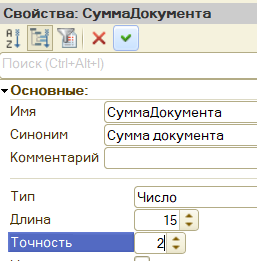 Свойства: СуммаДокумента
Поиск (Ctrl+Alt+I)
Основные:
Имя СуммаДокумента
Синоним Сумма документа
Комментарий
Тип Число
Длина 15
Точность 2